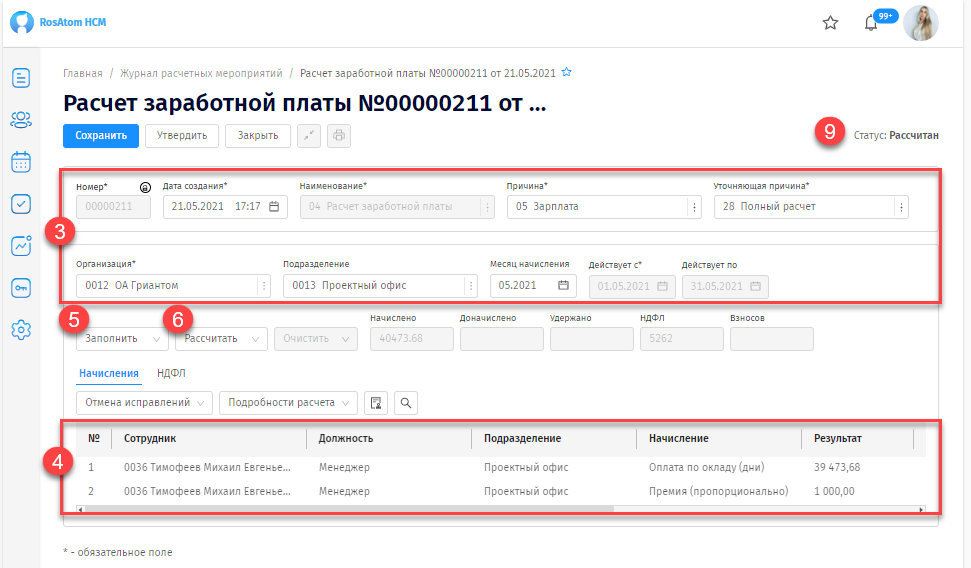 RosAtom HCM
99+
Главная / Журнал расчетных мероприятий / Расчет заработной платы №00000211 от 21.05.2021
Расчет заработной платы №00000211 от ...
Сохранить Утвердить Закрыть
9 Статус: Рассчитан
Номер* Дата создания* Наименование* Причина* Уточняющая причина*
00000211 21.05.2021 17:17 04 Расчет заработной платы 05 Зарплата 28 Полный расчет
3
Организация* Подразделение Месяц начисления Действует с* Действует по
0012 ОА Гриантом 0013 Проектный офис 05.2021 01.05.2021 31.05.2021
5 6
Начислено Доначислено Удержано НДФЛ Взносов
Заполнить Рассчитать Очистить 40473.68 5262
Начисления НДФЛ
Отмена исправлений Подробности расчета
№ Сотрудник Должность Подразделение Начисление Результат
4
1 0036 Тимофеев Михаил Евгенье... Менеджер Проектный офис Оплата по окладу (дни) 39 473,68
2 0036 Тимофеев Михаил Евгенье... Менеджер Проектный офис Премия (пропорционально) 1 000,00
* - обязательное поле